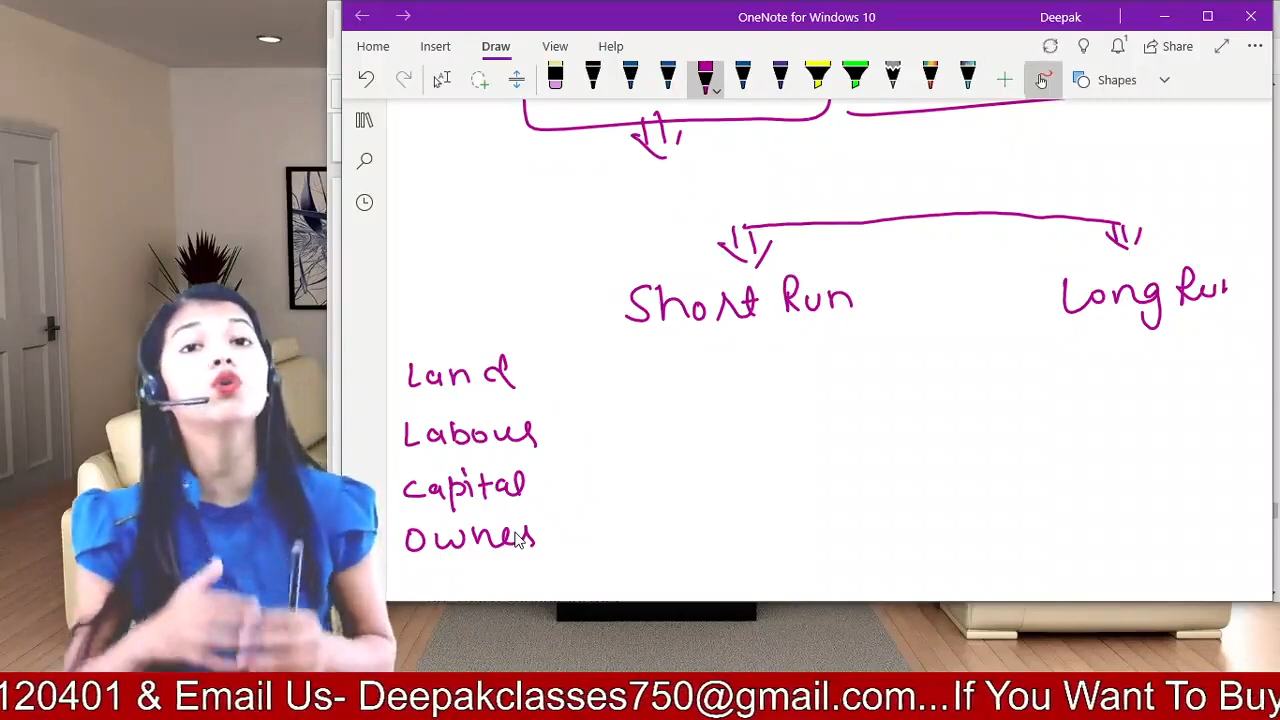 OneNote for Windows 10
Deepak
Home Insert Draw View Help
Share
Shapes
Short Run
Long Run
Land
Labour
Capital
Owner
120401 & Email Us- Deepakclasses750@gmail.com...If You Want To Buy